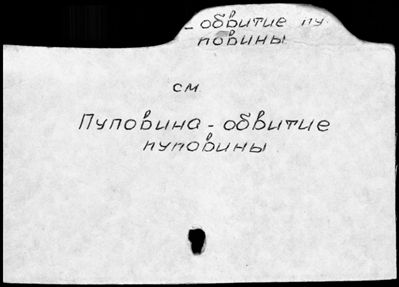 - обвитие пу
повины
см
Пуповина - обвитие
пуповины